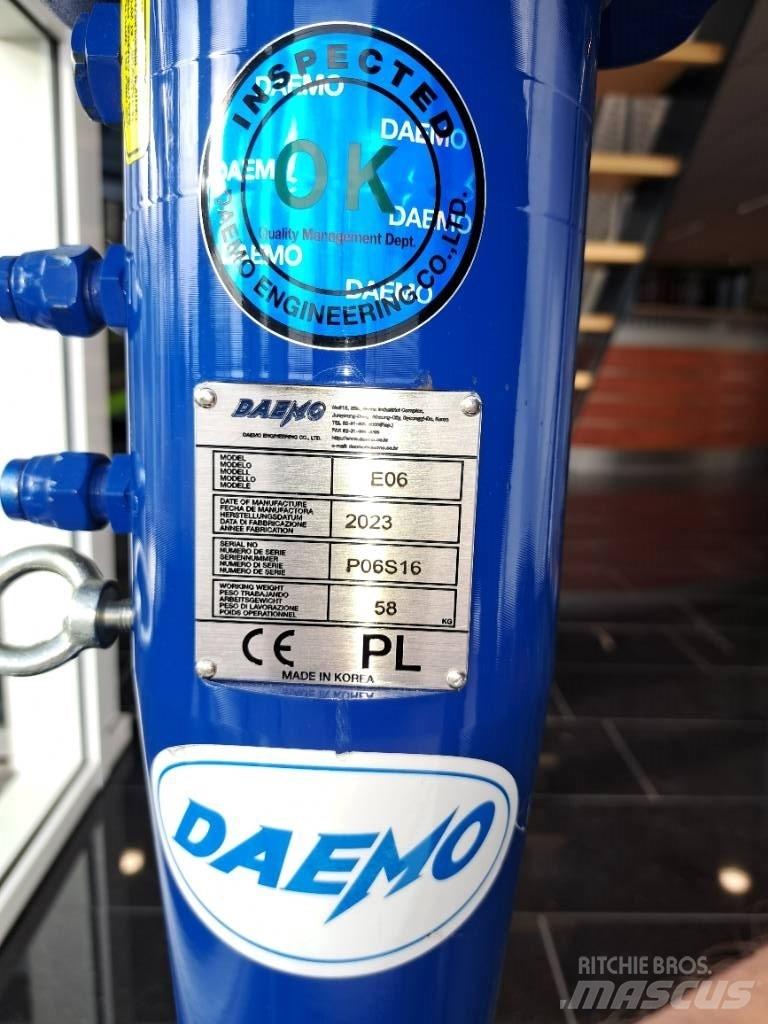 INSPECTED
DAEMO
DAEMO
DAEMO
OK
DAEMO
Quality Management Dept.
DAEMO
DAEMO
DAEMO ENGINEERING CO., LTD.
DAEMO
DAEMO ENGINEERING CO., LTD.
MODEL
MODELO
MODELL
MODELLO
MODELE
E06
DATE OF MANUFACTURE
FECHA DE MANUFACTORA
HERSTELLUNGSDATUM
DATA DI FABBRICAZIONE
ANNEE FABRICATION
2023
SERIAL NO
NUMERO DE SERIE
SERIENNUMMER
NUMERO DI SERIE
NUMERO DE SERIE
P06S16
WORKING WEIGHT
PESO TRABAJANDO
ARBEITSGEWICHT
PESO DI LAVORAZIONE
POIDS OPERATIONNEL
58
KG
CE PL
MADE IN KOREA
DAEMO
RITCHIE BROS.
MASCUS